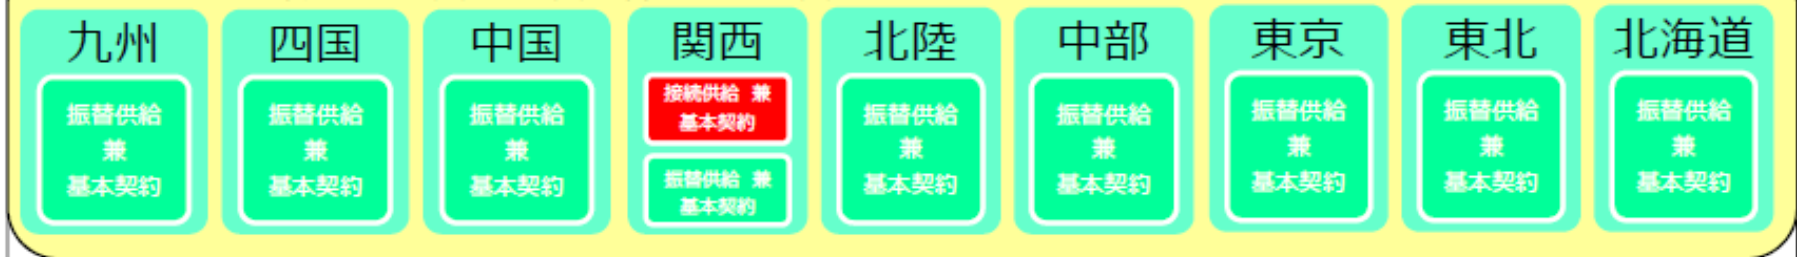 九州
振替供給
兼
基本契約
四国
振替供給
兼
基本契約
中国
振替供給
兼
基本契約
関西
接続供給 兼
基本契約
振替供給 兼
基本契約
北陸
振替供給
兼
基本契約
中部
振替供給
兼
基本契約
東京
振替供給
兼
基本契約
東北
振替供給
兼
基本契約
北海道
振替供給
兼
基本契約